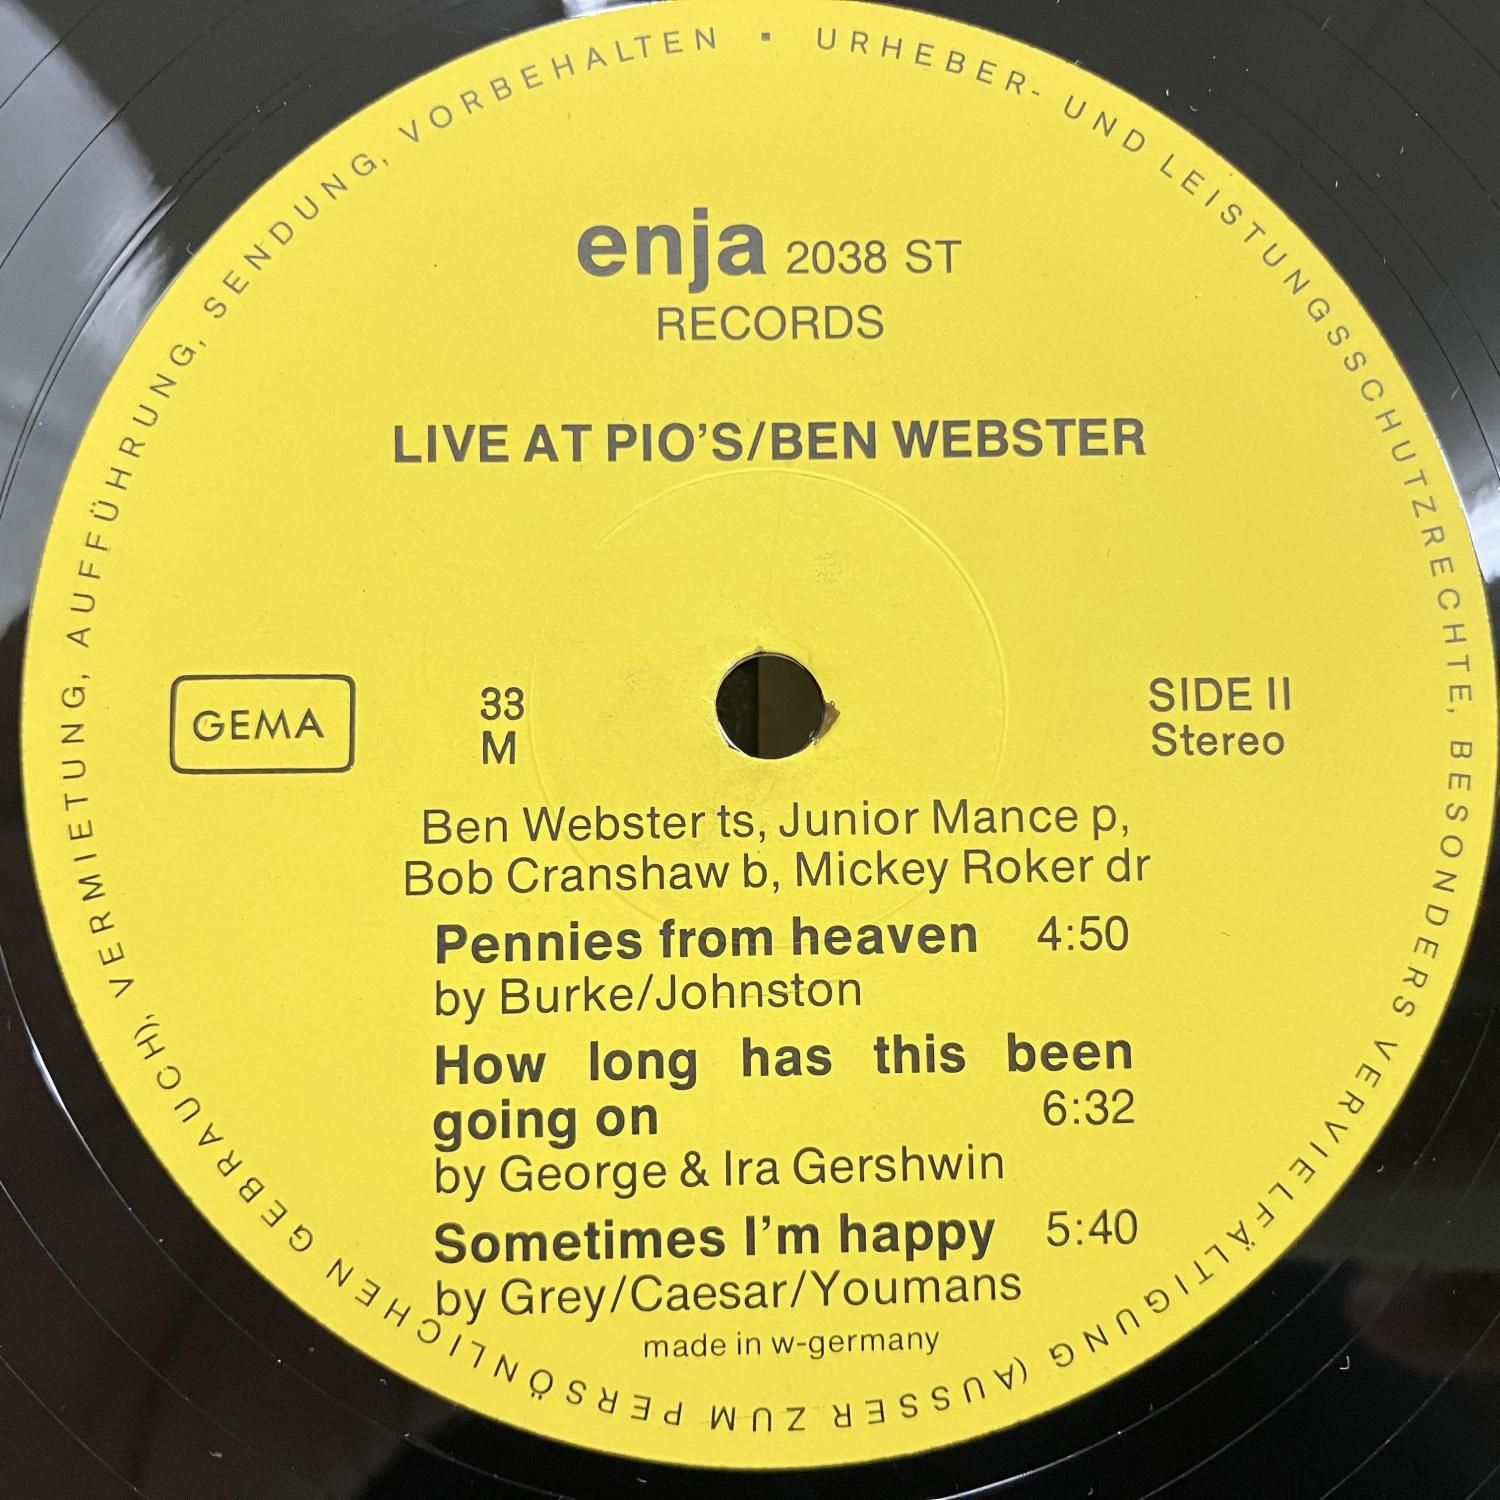 URHEBER- UND LEISTUNGSSCHUTZRECHTE, BESONDERS VERVIELFÄLTIGUNG (AUSSER ZUM PERSÖNLICHEN GEBRAUCH), VERMIETUNG, AUFFÜHRUNG, SENDUNG, VORBEHALTEN ▪
enja 2038 ST
RECORDS
LIVE AT PIO'S/BEN WEBSTER
GEMA
33
M
SIDE II
Stereo
Ben Webster ts, Junior Mance p,
Bob Cranshaw b, Mickey Roker dr
Pennies from heaven 4:50
by Burke/Johnston
How long has this been
going on 6:32
by George & Ira Gershwin
Sometimes I'm happy 5:40
by Grey/Caesar/Youmans
made in w-germany